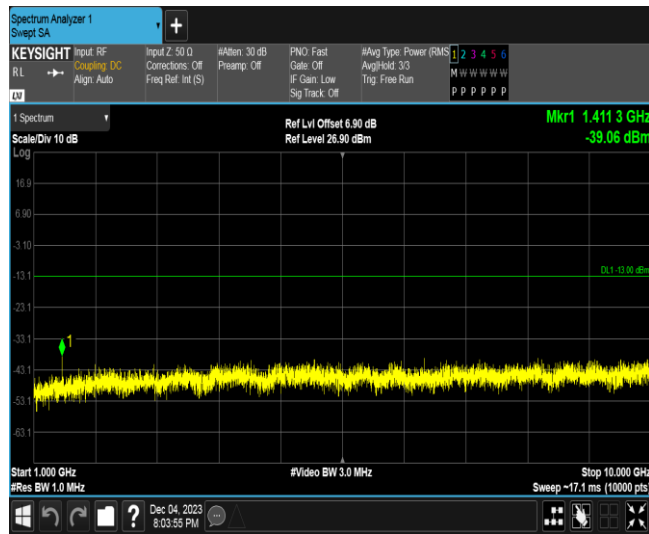 Spectrum Analyzer 1
Swept SA
+
KEYSIGHT
RL
LXI
Input: RF
Coupling: DC
Align: Auto
Input Z: 50 Ω
Corrections: Off
Freq Ref: Int (S)
#Atten: 30 dB
Preamp: Off
PNO: Fast
Gate: Off
IF Gain: Low
Sig Track: Off
#Avg Type: Power (RMS
Avg|Hold: 3/3
Trig: Free Run
1 2 3 4 5 6
M W W W W W
P P P P P P
1 Spectrum
Scale/Div 10 dB
Log
Ref Lvl Offset 6.90 dB
Ref Level 26.90 dBm
Mkr1 1.411 3 GHz
-39.06 dBm
16.9
6.90
-3.10
-13.1
DL1 -13.00 dBm
-23.1
-33.1
1
-43.1
-53.1
-63.1
Start 1.000 GHz
#Res BW 1.0 MHz
#Video BW 3.0 MHz
Stop 10.000 GHz
Sweep ~17.1 ms (10000 pts
?
Dec 04, 2023
8:03:55 PM